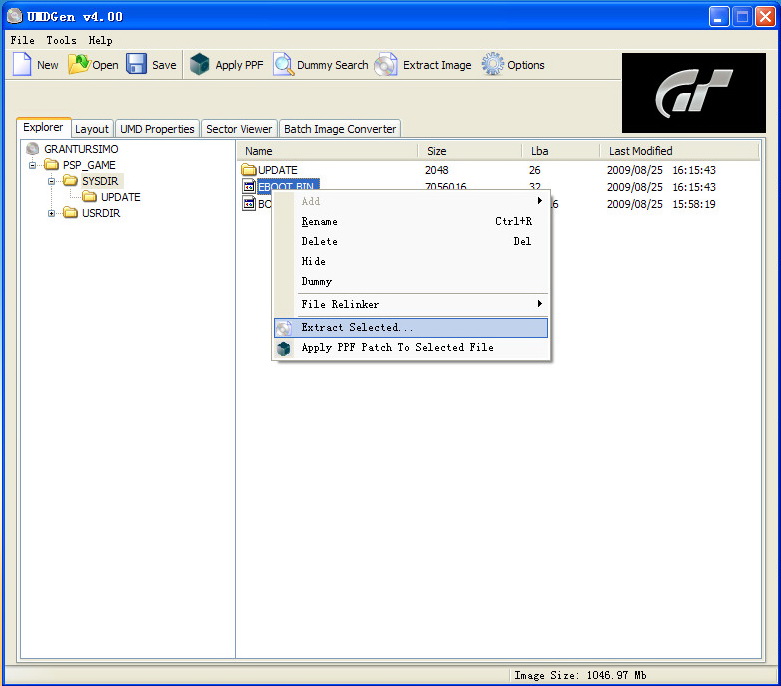 UMDGen v4.00
File Tools Help
New Open Save Apply PPF Dummy Search Extract Image Options
Explorer Layout UMD Properties Sector Viewer Batch Image Converter
GRANTURSIMO
PSP_GAME
SYSDIR
UPDATE
USRDIR
Name Size Lba Last Modified
UPDATE 2048 26 2009/08/25 16:15:43
EBOOT.BIN 7056016 32 2009/08/25 16:15:43
BO 6 2009/08/25 15:58:19
Add
Rename Ctrl+R
Delete Del
Hide
Dummy
File Relinker
Extract Selected...
Apply PPF Patch To Selected File
Image Size: 1046.97 Mb